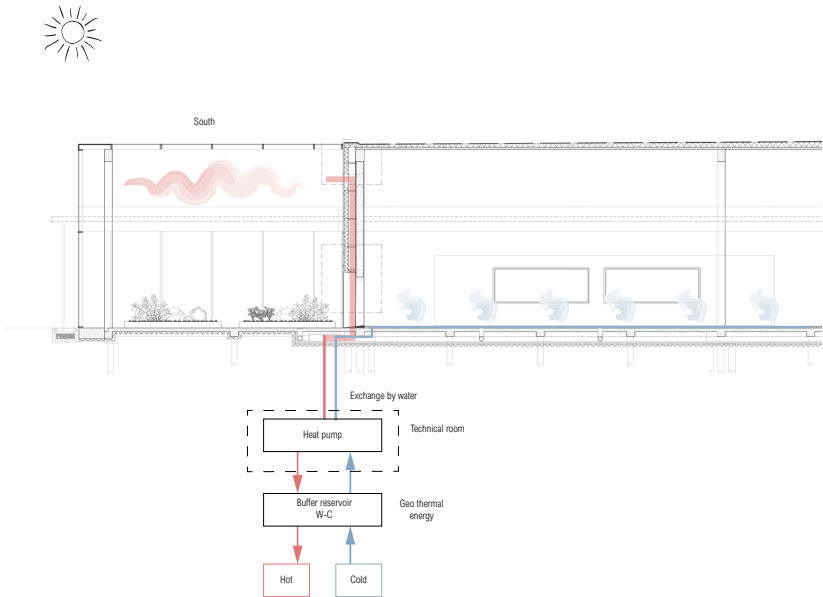 South
Exchange by water
Heat pump
Technical room
Buffer reservoir
W-C
Geo thermal
energy
Hot
Cold